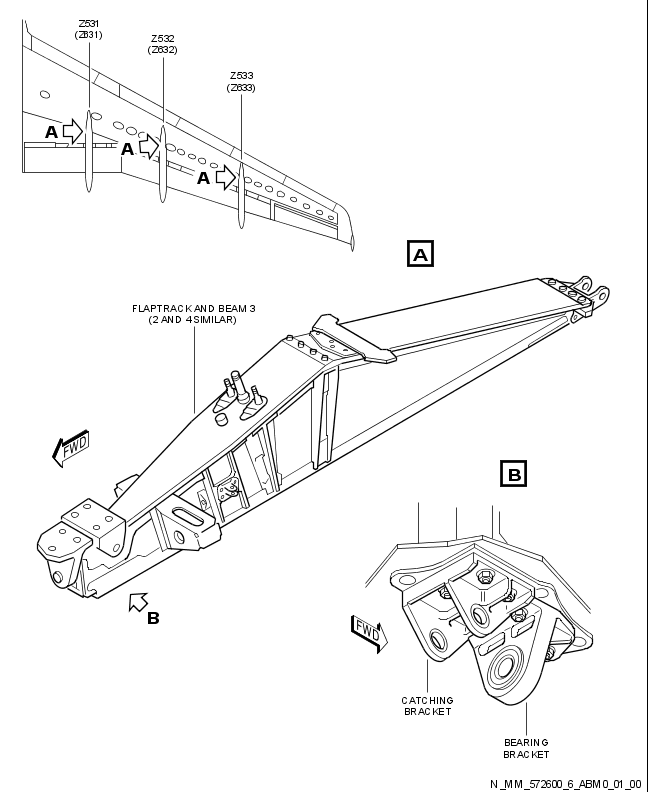 Z531
(Z631)
Z532
(Z632)
Z533
(Z633)
A
A
A
A
FLAPTRACK AND BEAM 3
(2 AND 4 SIMILAR)
FWD
B
B
FWD
CATCHING
BRACKET
BEARING
BRACKET
N_MM_572600_6_ABM0_01_00